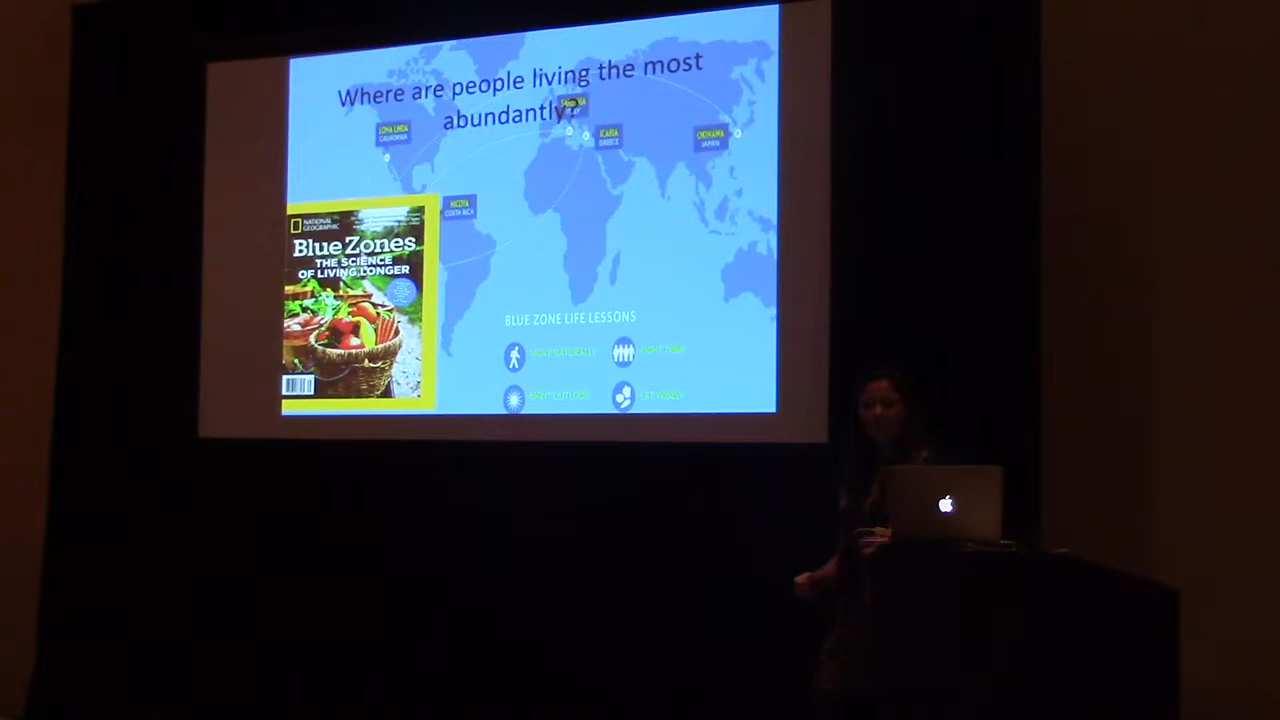 Where are people living the most
abundantly?
LOMA LINDA
CALIFORNIA
ITALY
ICARIA
GREECE
OKINAWA
JAPAN
NICOYA
COSTA RICA
NATIONAL
GEOGRAPHIC
Blue Zones
THE SCIENCE
OF LIVING LONGER
BLUE ZONE LIFE LESSONS